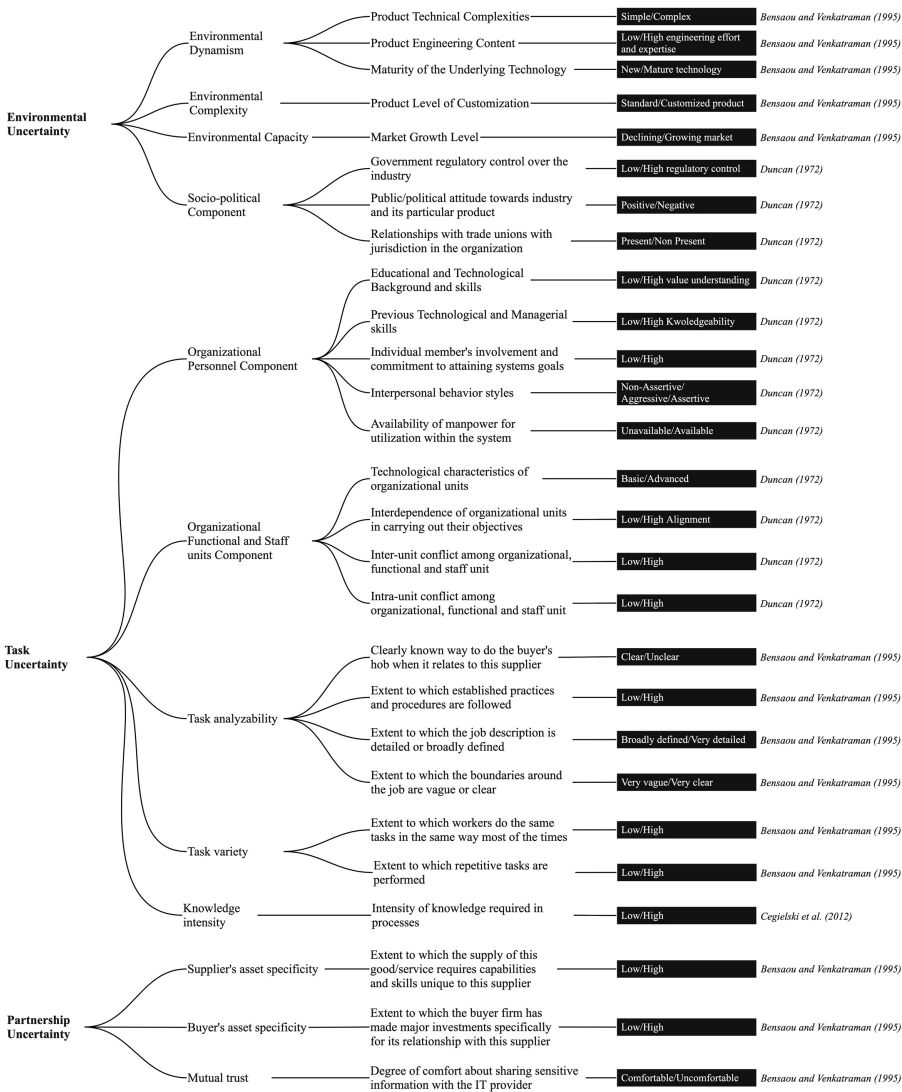 Environmental
Uncertainty
Environmental
Dynamism
Product Technical Complexities
Simple/Complex
Bensaou and Venkatraman (1995)
Product Engineering Content
Low/High engineering effort
and expertise
Bensaou and Venkatraman (1995)
Maturity of the Underlying Technology
New/Mature technology
Bensaou and Venkatraman (1995)
Environmental
Complexity
Product Level of Customization
Standard/Customized product
Bensaou and Venkatraman (1995)
Environmental Capacity
Market Growth Level
Declining/Growing market
Bensaou and Venkatraman (1995)
Socio-political
Component
Government regulatory control over the
industry
Low/High regulatory control
Duncan (1972)
Public/political attitude towards industry
and its particular product
Positive/Negative
Duncan (1972)
Relationships with trade unions with
jurisdiction in the organization
Present/Non Present
Duncan (1972)
Task
Uncertainty
Organizational
Personnel Component
Educational and Technological
Background and skills
Low/High value understanding
Duncan (1972)
Previous Technological and Managerial
skills
Low/High Kwoledgeability
Duncan (1972)
Individual member's involvement and
commitment to attaining systems goals
Low/High
Duncan (1972)
Interpersonal behavior styles
Non-Assertive/
Aggressive/Assertive
Duncan (1972)
Availability of manpower for
utilization within the system
Unavailable/Available
Duncan (1972)
Organizational
Functional and Staff
units Component
Technological characteristics of
organizational units
Basic/Advanced
Duncan (1972)
Interdependence of organizational units
in carrying out their objectives
Low/High Alignment
Duncan (1972)
Inter-unit conflict among organizational,
functional and staff unit
Low/High
Duncan (1972)
Intra-unit conflict among
organizational, functional and staff unit
Low/High
Duncan (1972)
Task analyzability
Clearly known way to do the buyer's
hob when it relates to this supplier
Clear/Unclear
Bensaou and Venkatraman (1995)
Extent to which established practices
and procedures are followed
Low/High
Bensaou and Venkatraman (1995)
Extent to which the job description is
detailed or broadly defined
Broadly defined/Very detailed
Bensaou and Venkatraman (1995)
Extent to which the boundaries around
the job are vague or clear
Very vague/Very clear
Bensaou and Venkatraman (1995)
Task variety
Extent to which workers do the same
tasks in the same way most of the times
Low/High
Bensaou and Venkatraman (1995)
Extent to which repetitive tasks are
performed
Low/High
Bensaou and Venkatraman (1995)
Knowledge
intensity
Intensity of knowledge required in
processes
Low/High
Cegielski et al. (2012)
Partnership
Uncertainty
Supplier's asset specificity
Extent to which the supply of this
good/service requires capabilities
and skills unique to this supplier
Low/High
Bensaou and Venkatraman (1995)
Buyer's asset specificity
Extent to which the buyer firm has
made major investments specifically
for its relationship with this supplier
Low/High
Bensaou and Venkatraman (1995)
Mutual trust
Degree of comfort about sharing sensitive
information with the IT provider
Comfortable/Uncomfortable
Bensaou and Venkatraman (1995)